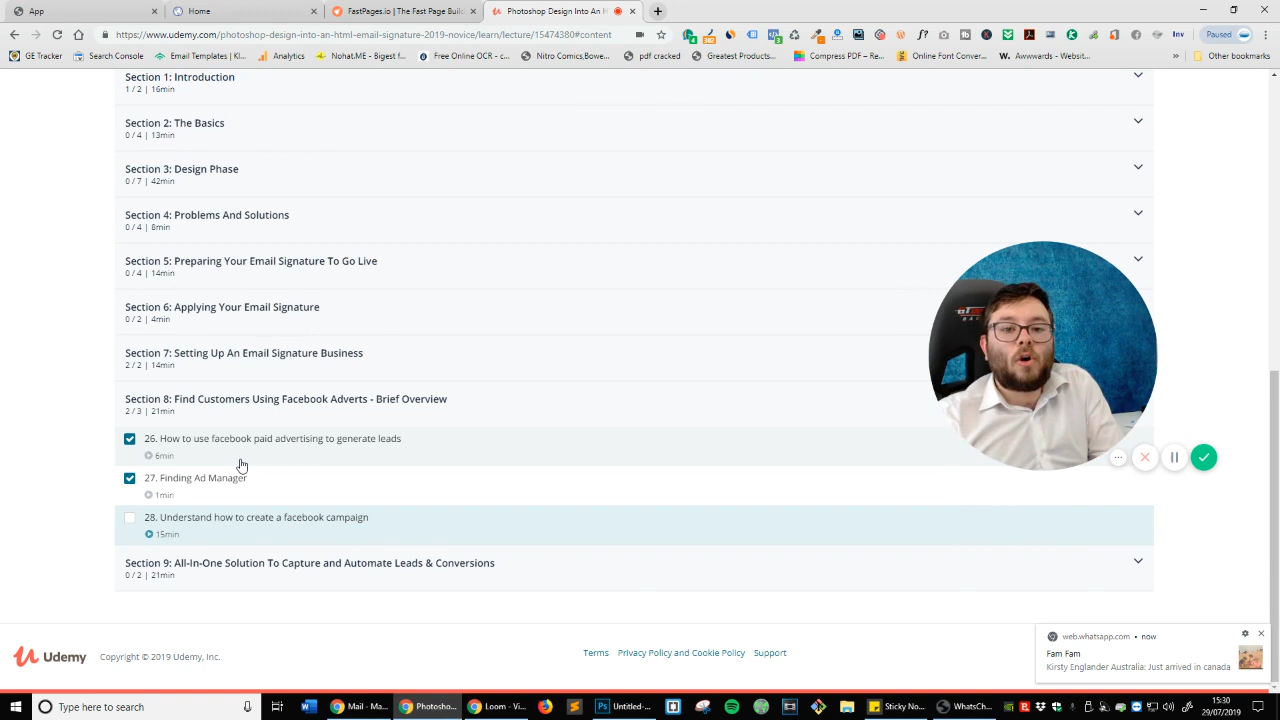 App
Home
FastPages.io | The Fast Page Buil
Photoshop Design Into An H
https://www.udemy.com/photoshop-design-into-an-html-email-signature-2019-novice/learn/lecture/15474380#content
Paused
GE Tracker
Search Console
Email Templates | Kl...
Analytics
NohatME - Digest f...
Free Online OCR - c...
Nitro Comics,Bowe...
pdf cracked
Greatest Products...
Compress PDF – Re...
Online Font Conver...
Awwwards - Websit...
»
Other bookmarks
Section 1: Introduction
1 / 2 | 16min
Section 2: The Basics
0 / 4 | 13min
Section 3: Design Phase
0 / 7 | 42min
Section 4: Problems And Solutions
0 / 4 | 8min
Section 5: Preparing Your Email Signature To Go Live
0 / 4 | 14min
Section 6: Applying Your Email Signature
0 / 2 | 4min
Section 7: Setting Up An Email Signature Business
2 / 2 | 14min
Section 8: Find Customers Using Facebook Adverts - Brief Overview
2 / 3 | 21min
26. How to use facebook paid advertising to generate leads
6min
27. Finding Ad Manager
1min
28. Understand how to create a facebook campaign
15min
Section 9: All-In-One Solution To Capture and Automate Leads & Conversions
0 / 2 | 21min
web.whatsapp.com • now
Fam Fam
Kirsty Englander Australia: Just arrived in canada
Udemy
Copyright © 2019 Udemy, Inc.
Terms
Privacy Policy and Cookie Policy
Support
Type here to search
Mail - Ma...
Photosho...
Loom - Vi...
Untitled-...
Sticky No...
WhatsCh...
15:30
29/07/2019